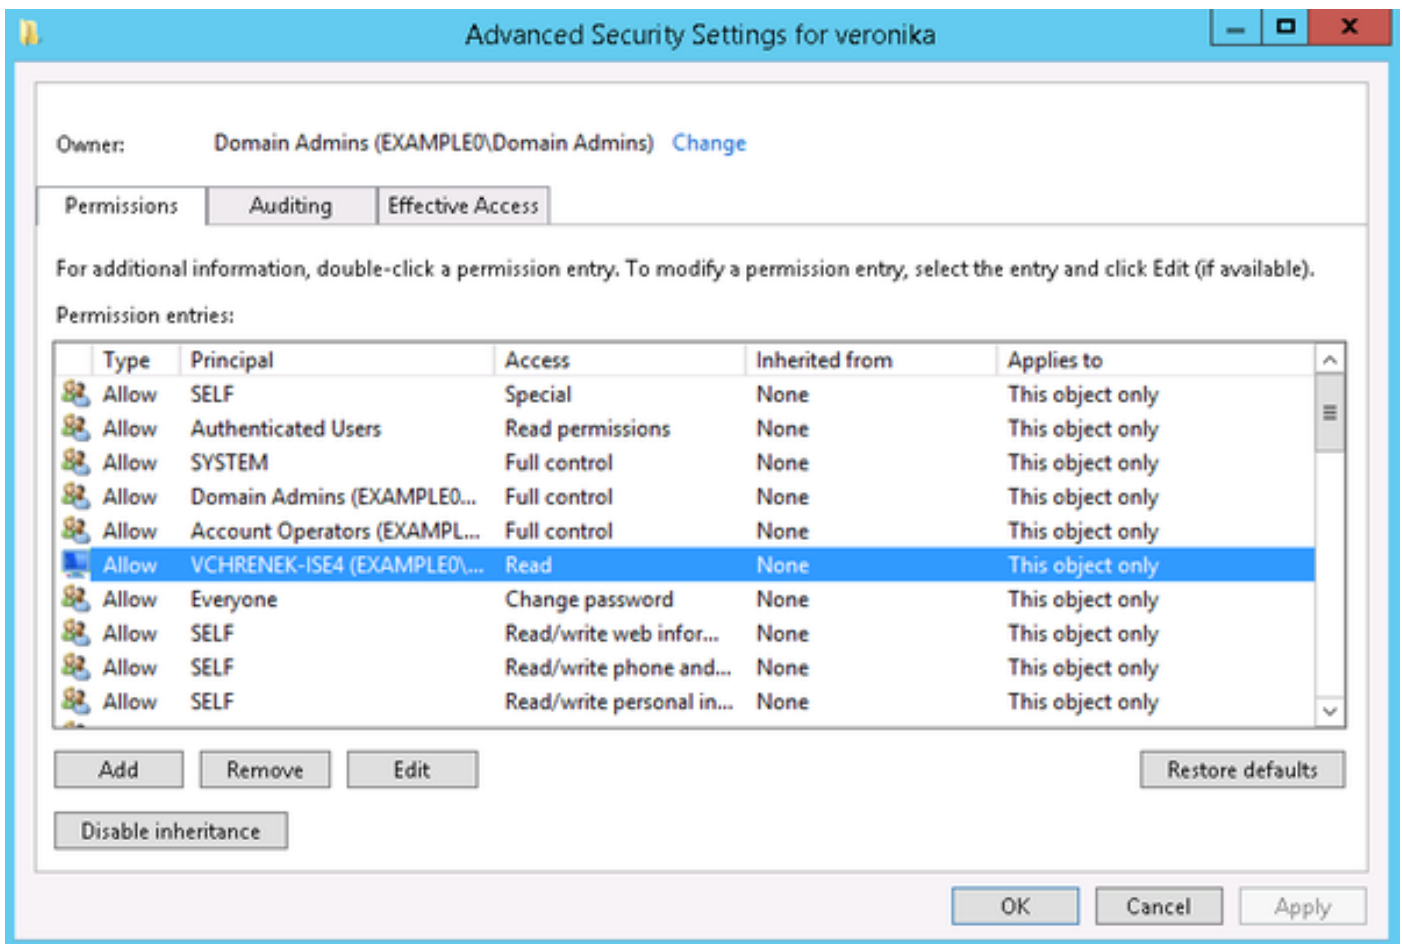 Advanced Security Settings for veronika
Owner: Domain Admins (EXAMPLE0\Domain Admins) Change
Permissions Auditing Effective Access
For additional information, double-click a permission entry. To modify a permission entry, select the entry and click Edit (if available).
Permission entries:
Type Principal Access Inherited from Applies to
Allow SELF Special None This object only
Allow Authenticated Users Read permissions None This object only
Allow SYSTEM Full control None This object only
Allow Domain Admins (EXAMPLE0... Full control None This object only
Allow Account Operators (EXAMPL... Full control None This object only
Allow VCHRENEK-ISE4 (EXAMPLE0\... Read None This object only
Allow Everyone Change password None This object only
Allow SELF Read/write web infor... None This object only
Allow SELF Read/write phone and... None This object only
Allow SELF Read/write personal in... None This object only
Add Remove Edit Restore defaults
Disable inheritance
OK Cancel Apply